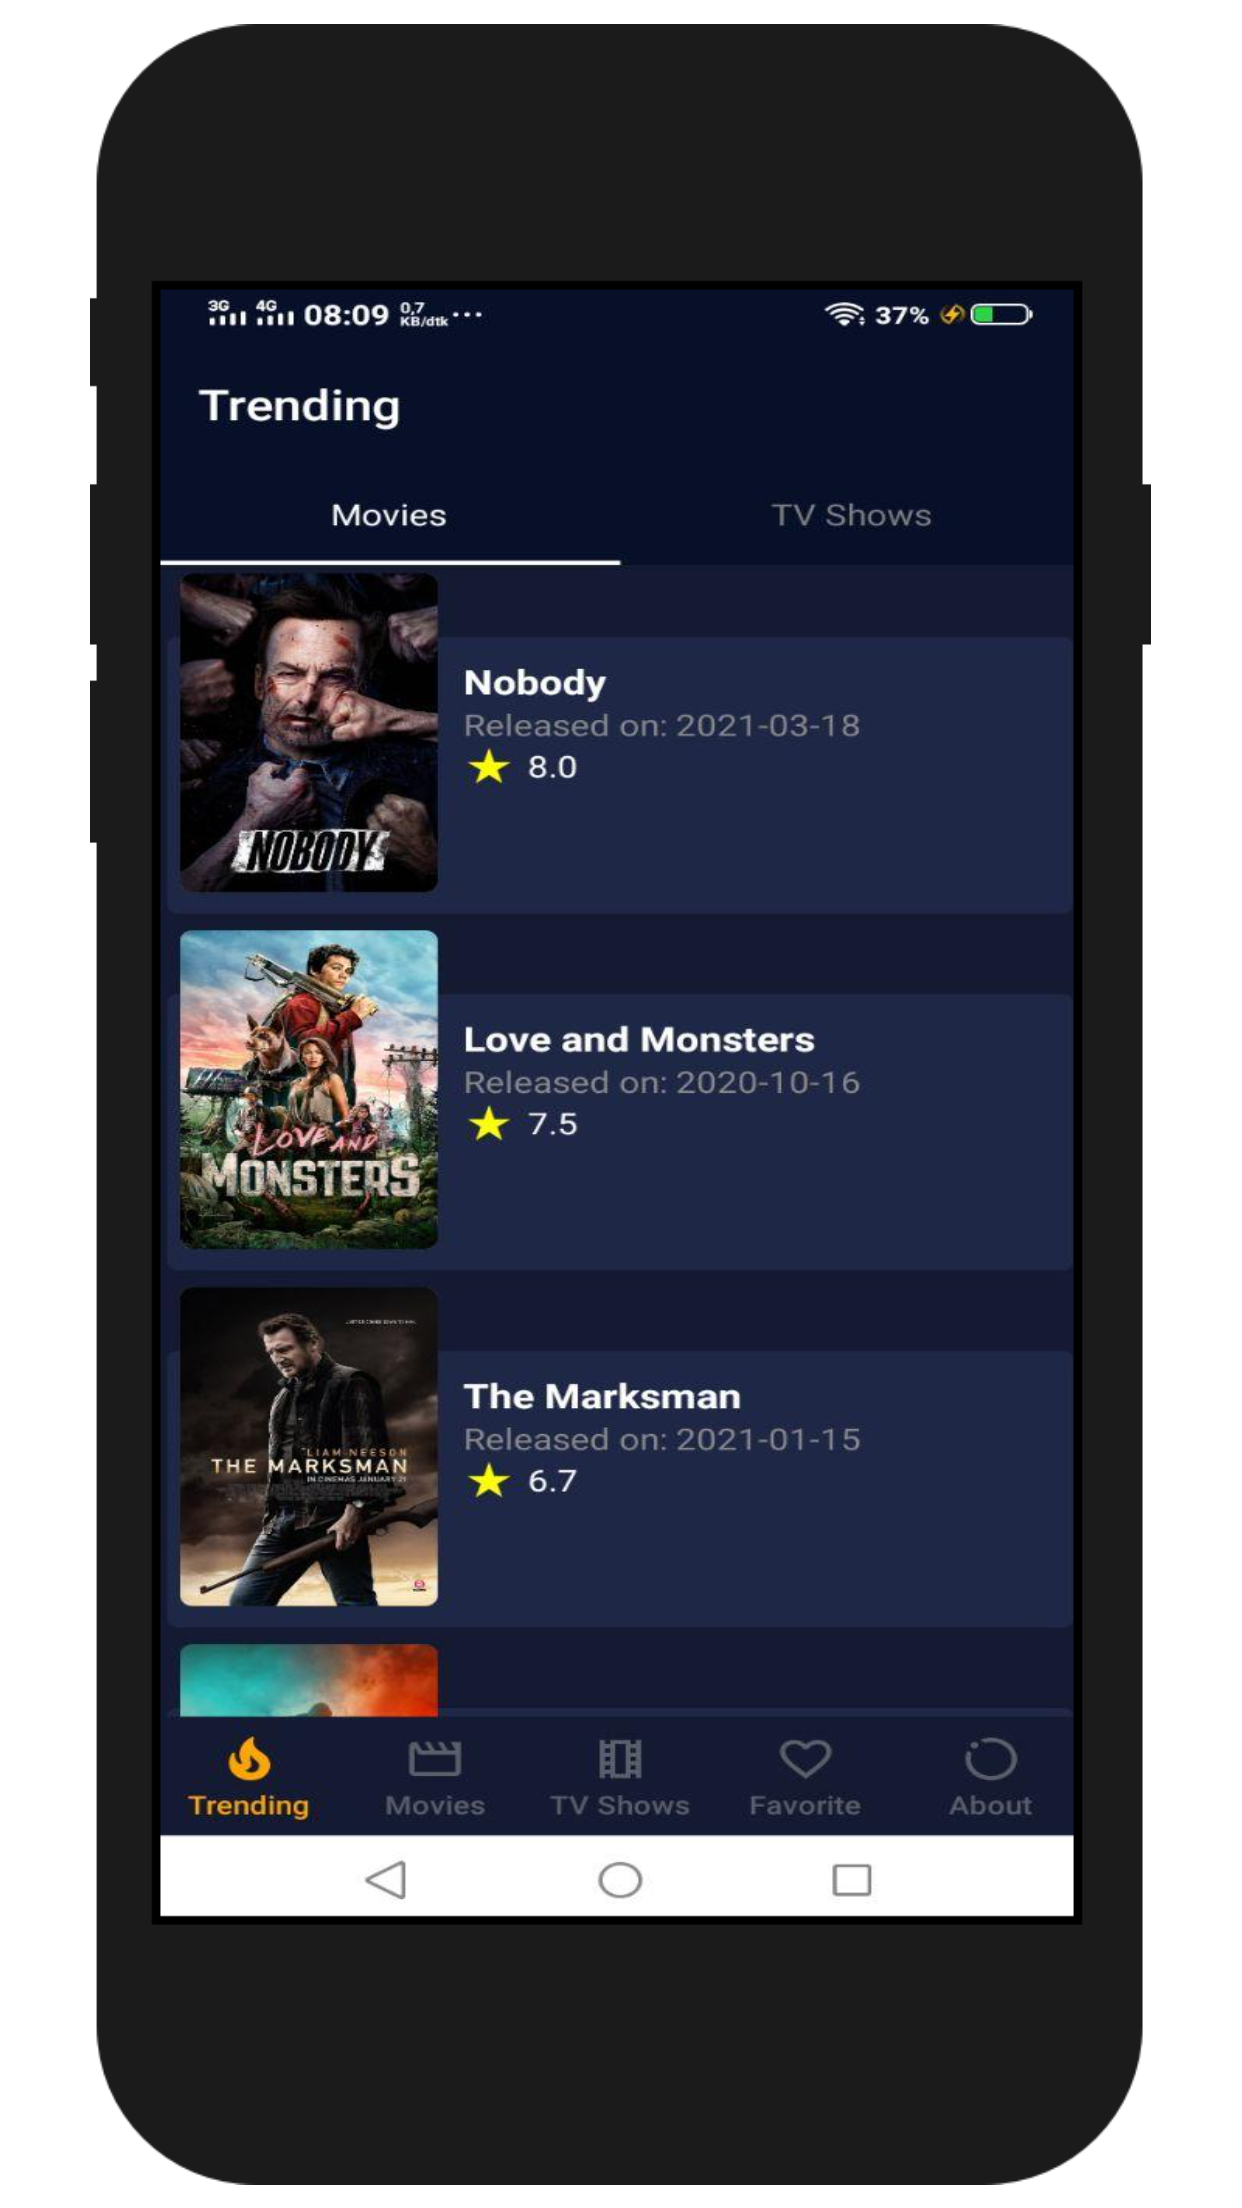 3G 4G 08:09 0,7 KB/dtk ... 37%
Trending
Movies TV Shows
NOBODY
Nobody
Released on: 2021-03-18
8.0
LOVE AND
MONSTERS
Love and Monsters
Released on: 2020-10-16
7.5
LIAM NEESON
THE MARKSMAN
IN CINEMAS JANUARY 21
The Marksman
Released on: 2021-01-15
6.7
Trending Movies TV Shows Favorite About